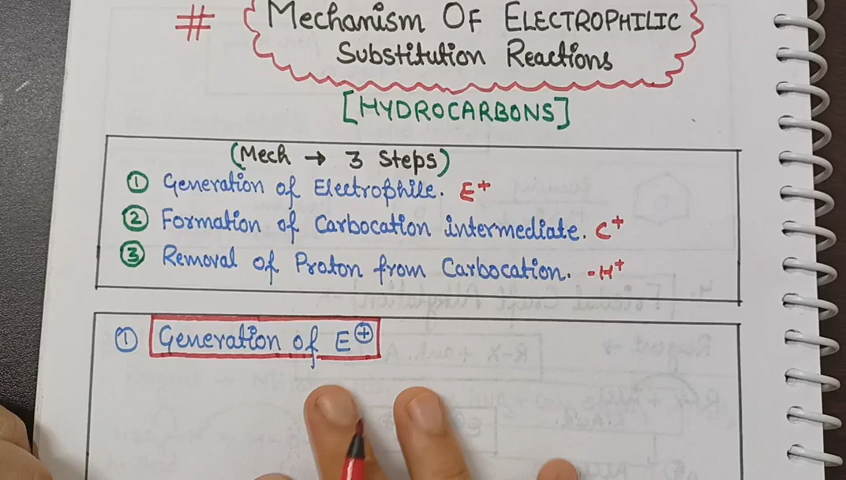 # Mechanism OF ELECTROPHILIC
Substitution Reactions
[HYDROCARBONS]
(Mech → 3 Steps)
① Generation of Electrophile. E⁺
② Formation of Carbocation intermediate. C⁺
③ Removal of Proton from Carbocation. -H⁺
① Generation of E⊕